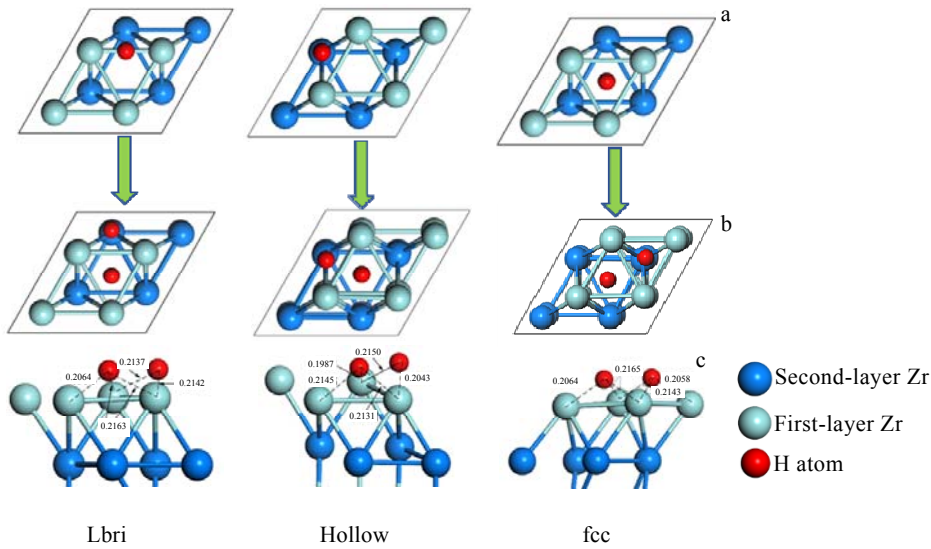 a
b
c
0.2137
0.2064
0.2142
0.2163
0.2150
0.1987
0.2145
0.2043
0.2131
0.2165
0.2064
0.2058
0.2143
Second-layer Zr
First-layer Zr
H atom
Lbri Hollow fcc